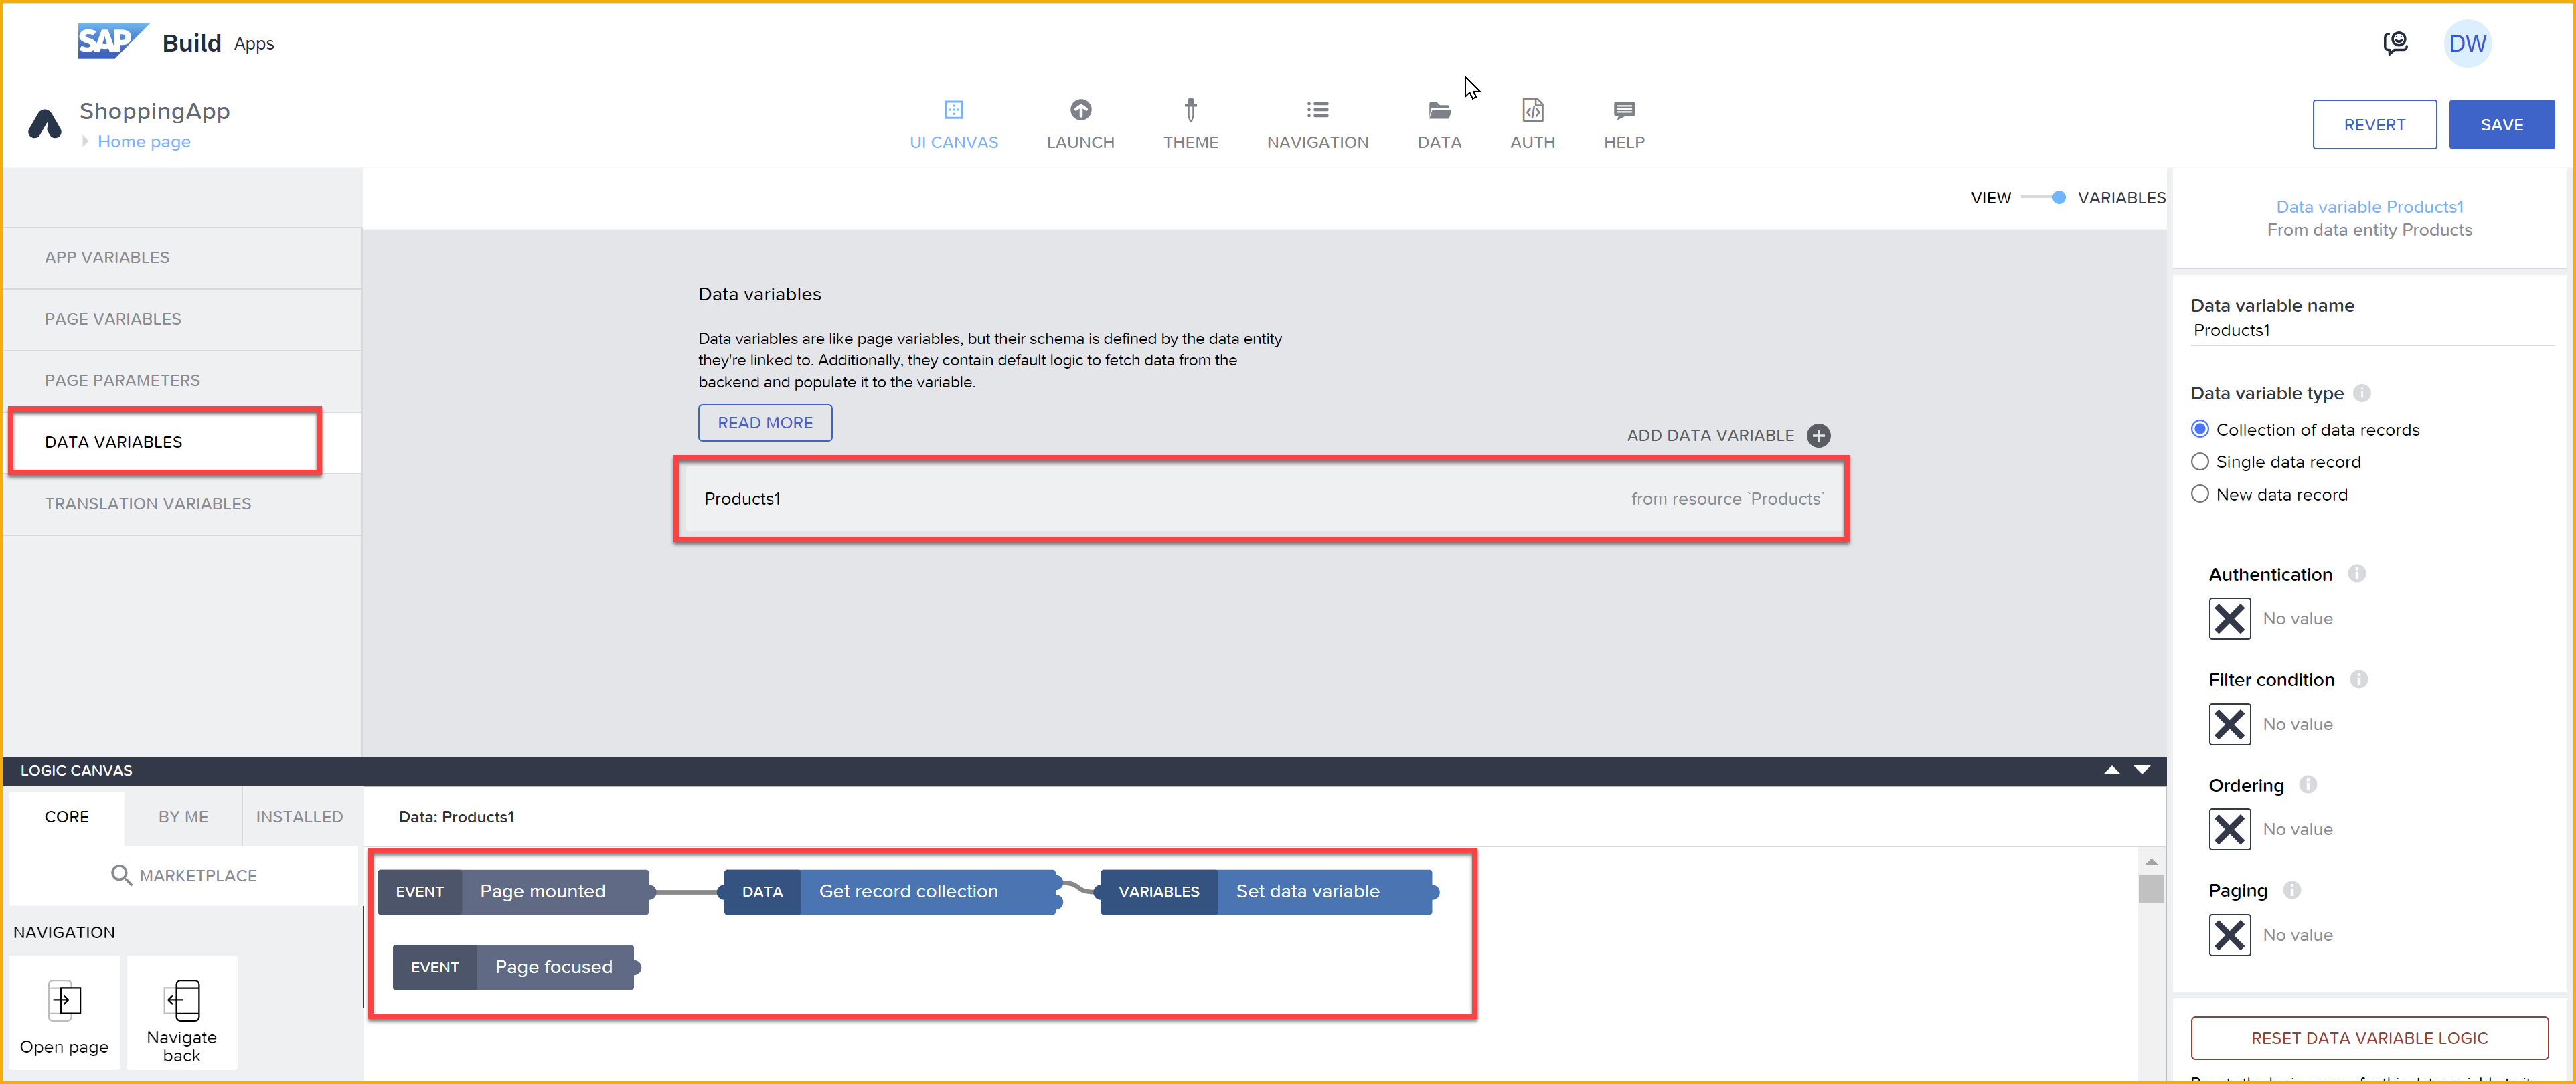 SAP Build Apps
DW
ShoppingApp
Home page
UI CANVAS
LAUNCH
THEME
NAVIGATION
DATA
AUTH
HELP
REVERT
SAVE
VIEW
VARIABLES
APP VARIABLES
PAGE VARIABLES
PAGE PARAMETERS
DATA VARIABLES
TRANSLATION VARIABLES
Data variables
Data variables are like page variables, but their schema is defined by the data entity
they're linked to. Additionally, they contain default logic to fetch data from the
backend and populate it to the variable.
READ MORE
ADD DATA VARIABLE
Products1
from resource `Products`
Data variable Products1
From data entity Products
Data variable name
Products1
Data variable type
Collection of data records
Single data record
New data record
Authentication
No value
Filter condition
No value
Ordering
No value
Paging
No value
RESET DATA VARIABLE LOGIC
LOGIC CANVAS
CORE
BY ME
INSTALLED
MARKETPLACE
NAVIGATION
Open page
Navigate
back
Data: Products1
EVENT Page mounted
DATA Get record collection
VARIABLES Set data variable
EVENT Page focused